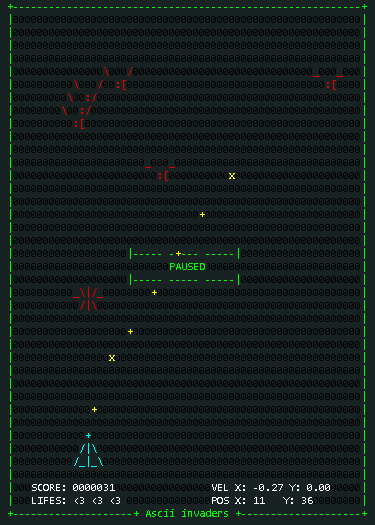 PAUSED
SCORE: 0000031
VEL X: -0.27 Y: 0.00
LIFES: <3 <3 <3
POS X: 11 Y: 36
Ascii invaders